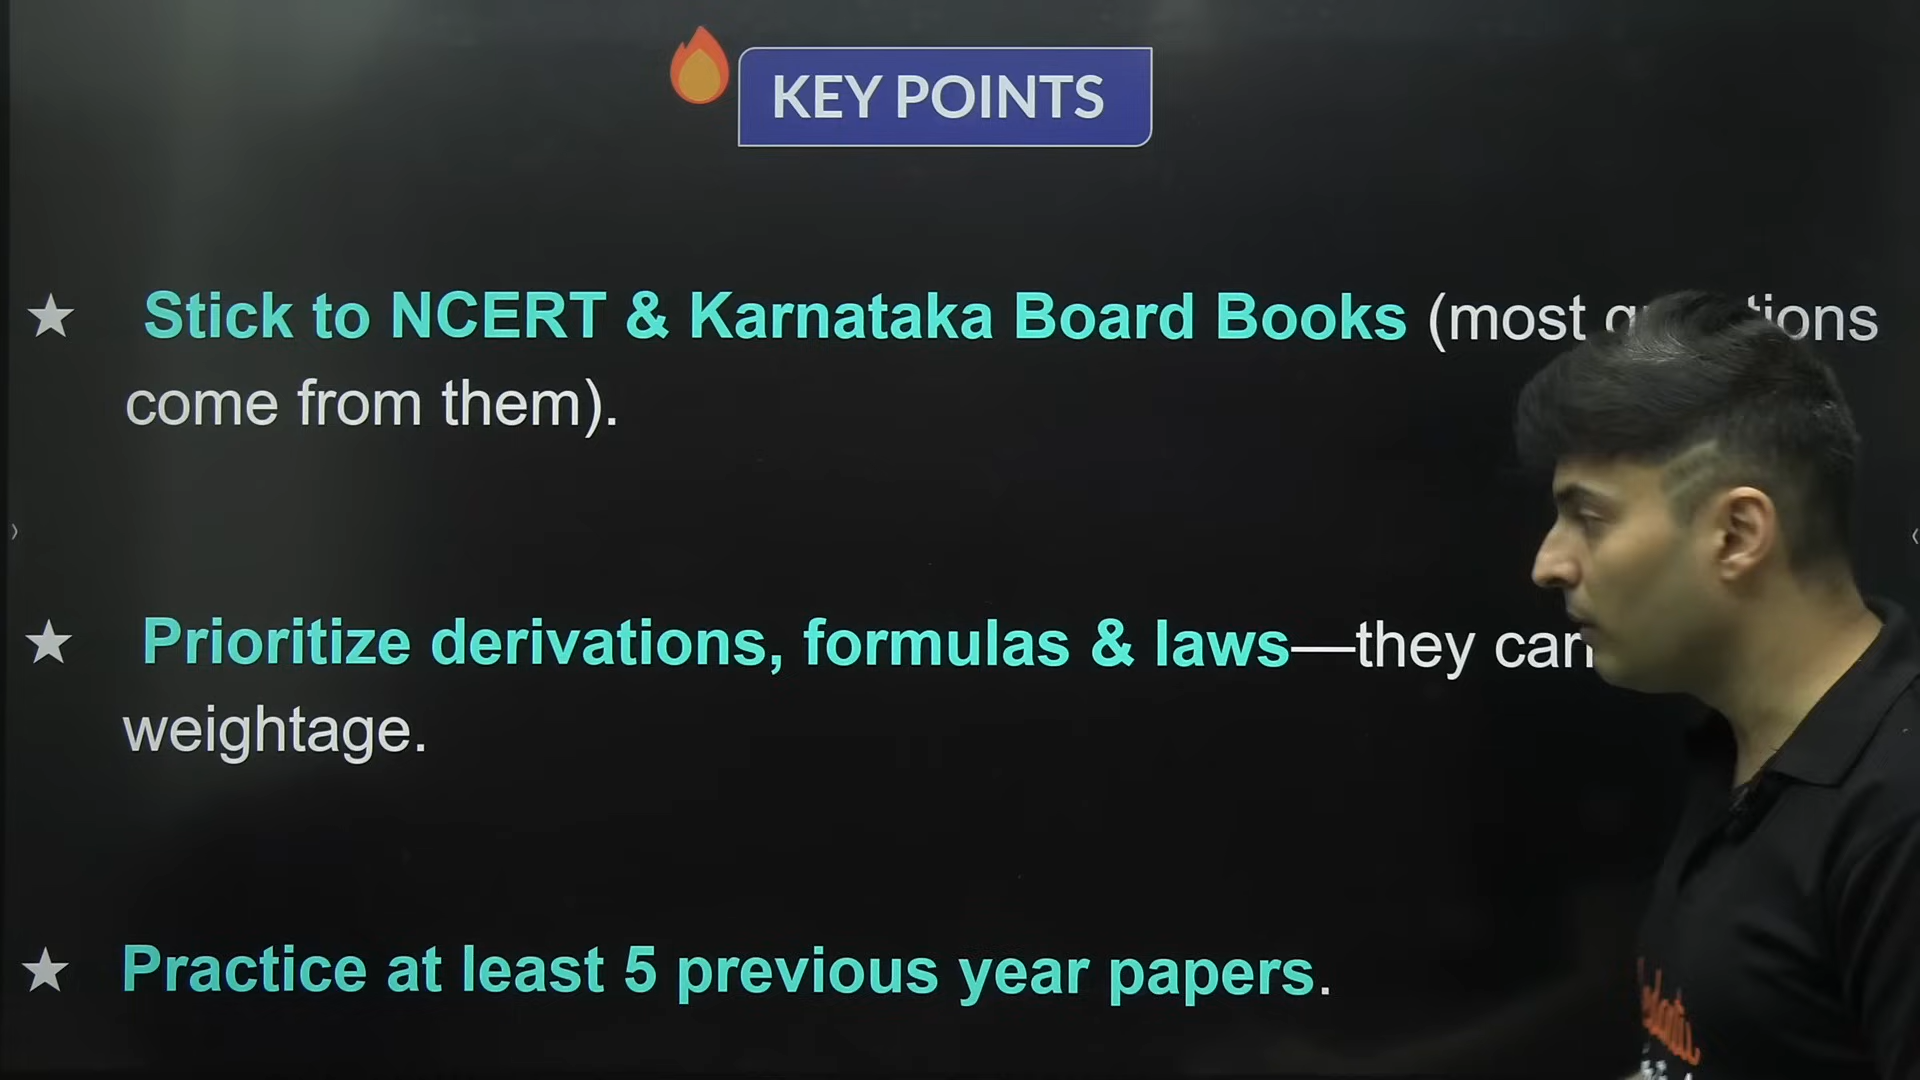 KEY POINTS
★ Stick to NCERT & Karnataka Board Books (most
come from them).
★ Prioritize derivations, formulas & laws—they
weightage.
★ Practice at least 5 previous year papers.